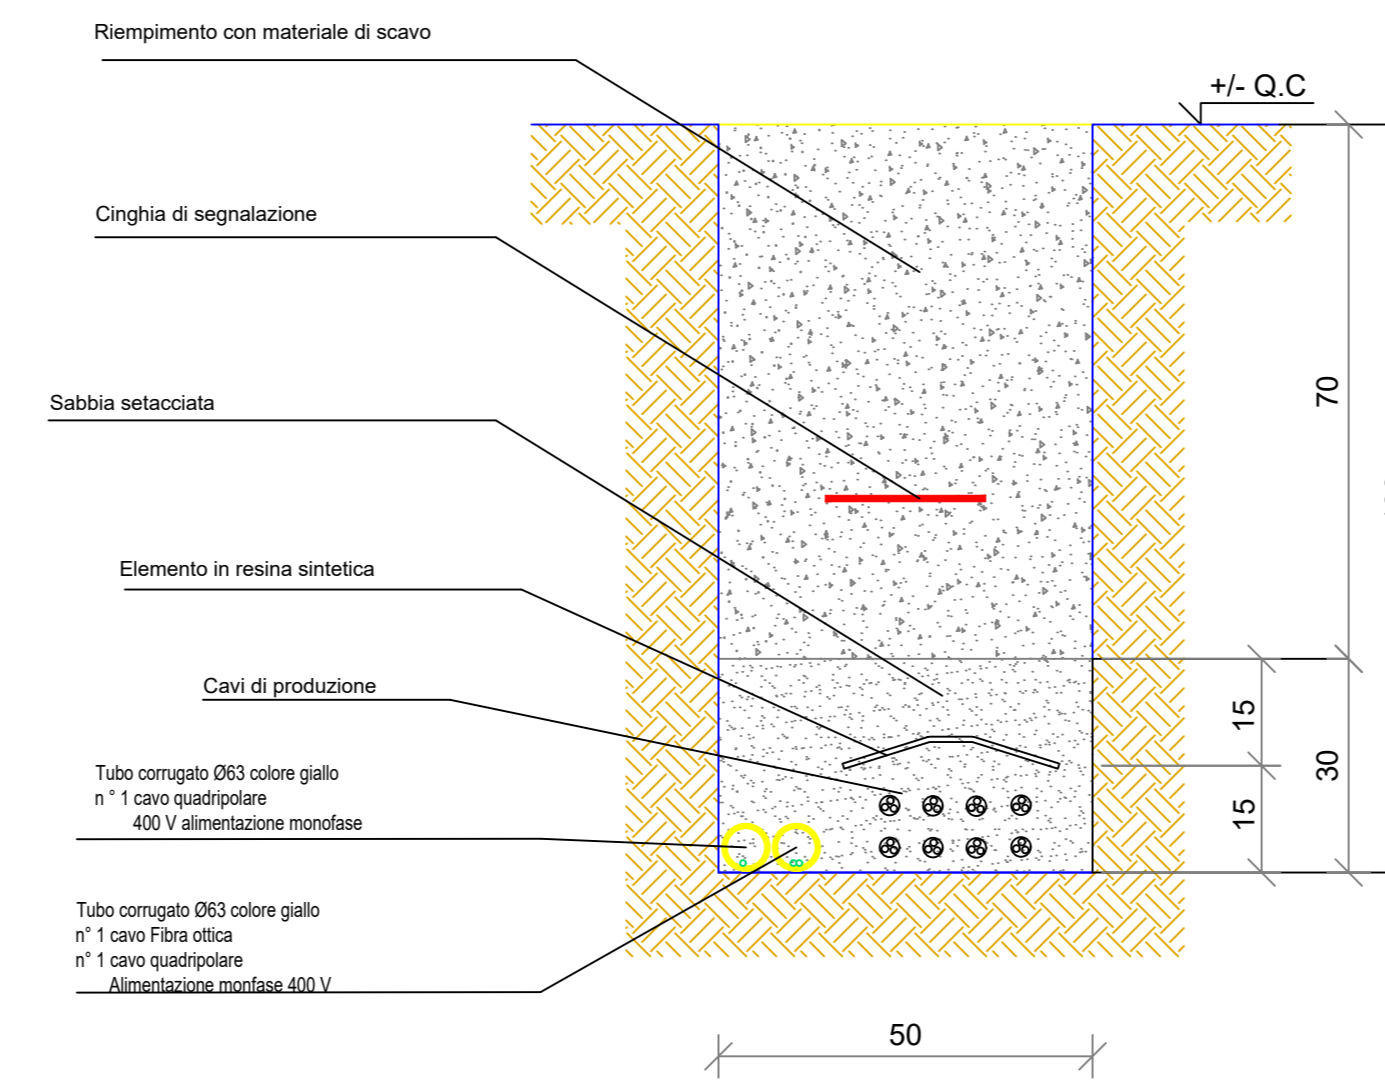 Riempimento con materiale di scavo
+/- Q.C
Cinghia di segnalazione
70
Sabbia setacciata
Elemento in resina sintetica
Cavi di produzione
15
30
15
Tubo corrugato Ø63 colore giallo
n ° 1 cavo quadripolare
400 V alimentazione monofase
Tubo corrugato Ø63 colore giallo
n° 1 cavo Fibra ottica
n° 1 cavo quadripolare
Alimentazione monfase 400 V
50